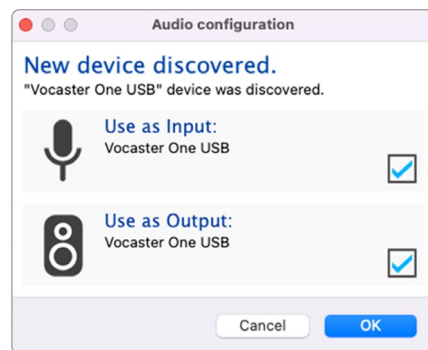 Audio configuration
New device discovered.
"Vocaster One USB" device was discovered.
Use as Input:
Vocaster One USB
Use as Output:
Vocaster One USB
Cancel
OK